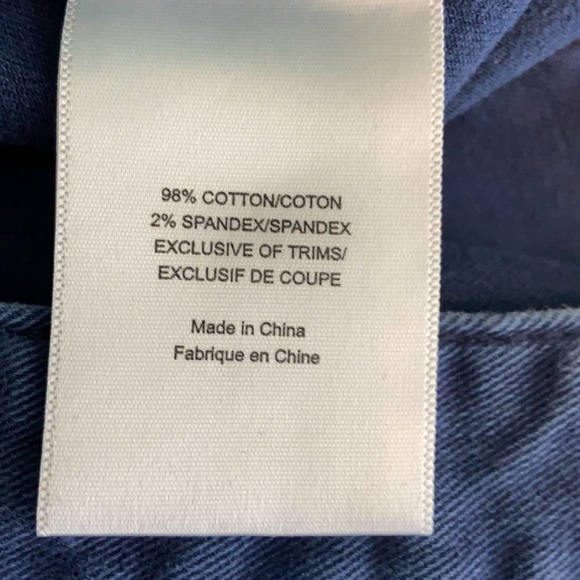 98% COTTON/COTON
2% SPANDEX/SPANDEX
EXCLUSIVE OF TRIMS/
EXCLUSIF DE COUPE
Made in China
Fabrique en Chine